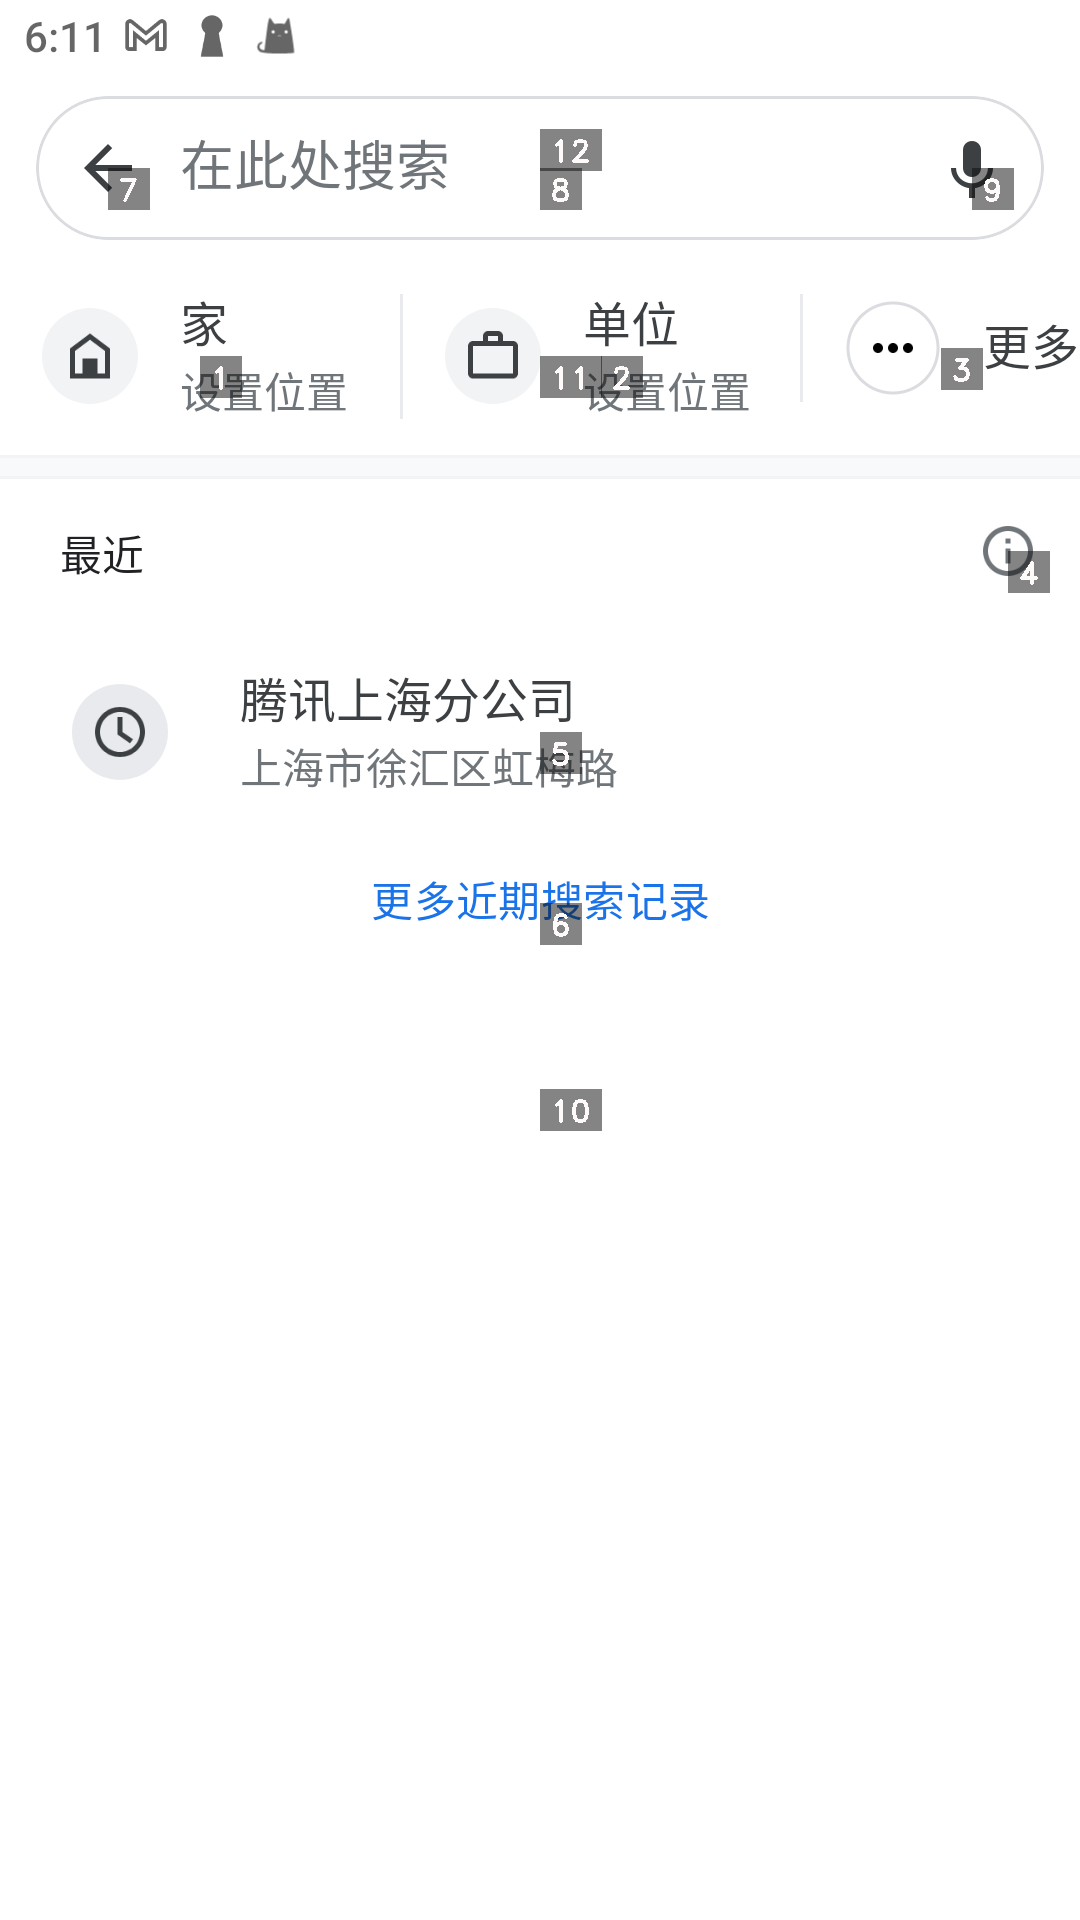 6:11
在此处搜索
12
8
7
9
家
单位
更多
设置位置
设置位置
1
11
2
3
最近
4
腾讯上海分公司
上海市徐汇区虹梅路
5
更多近期搜索记录
6
10